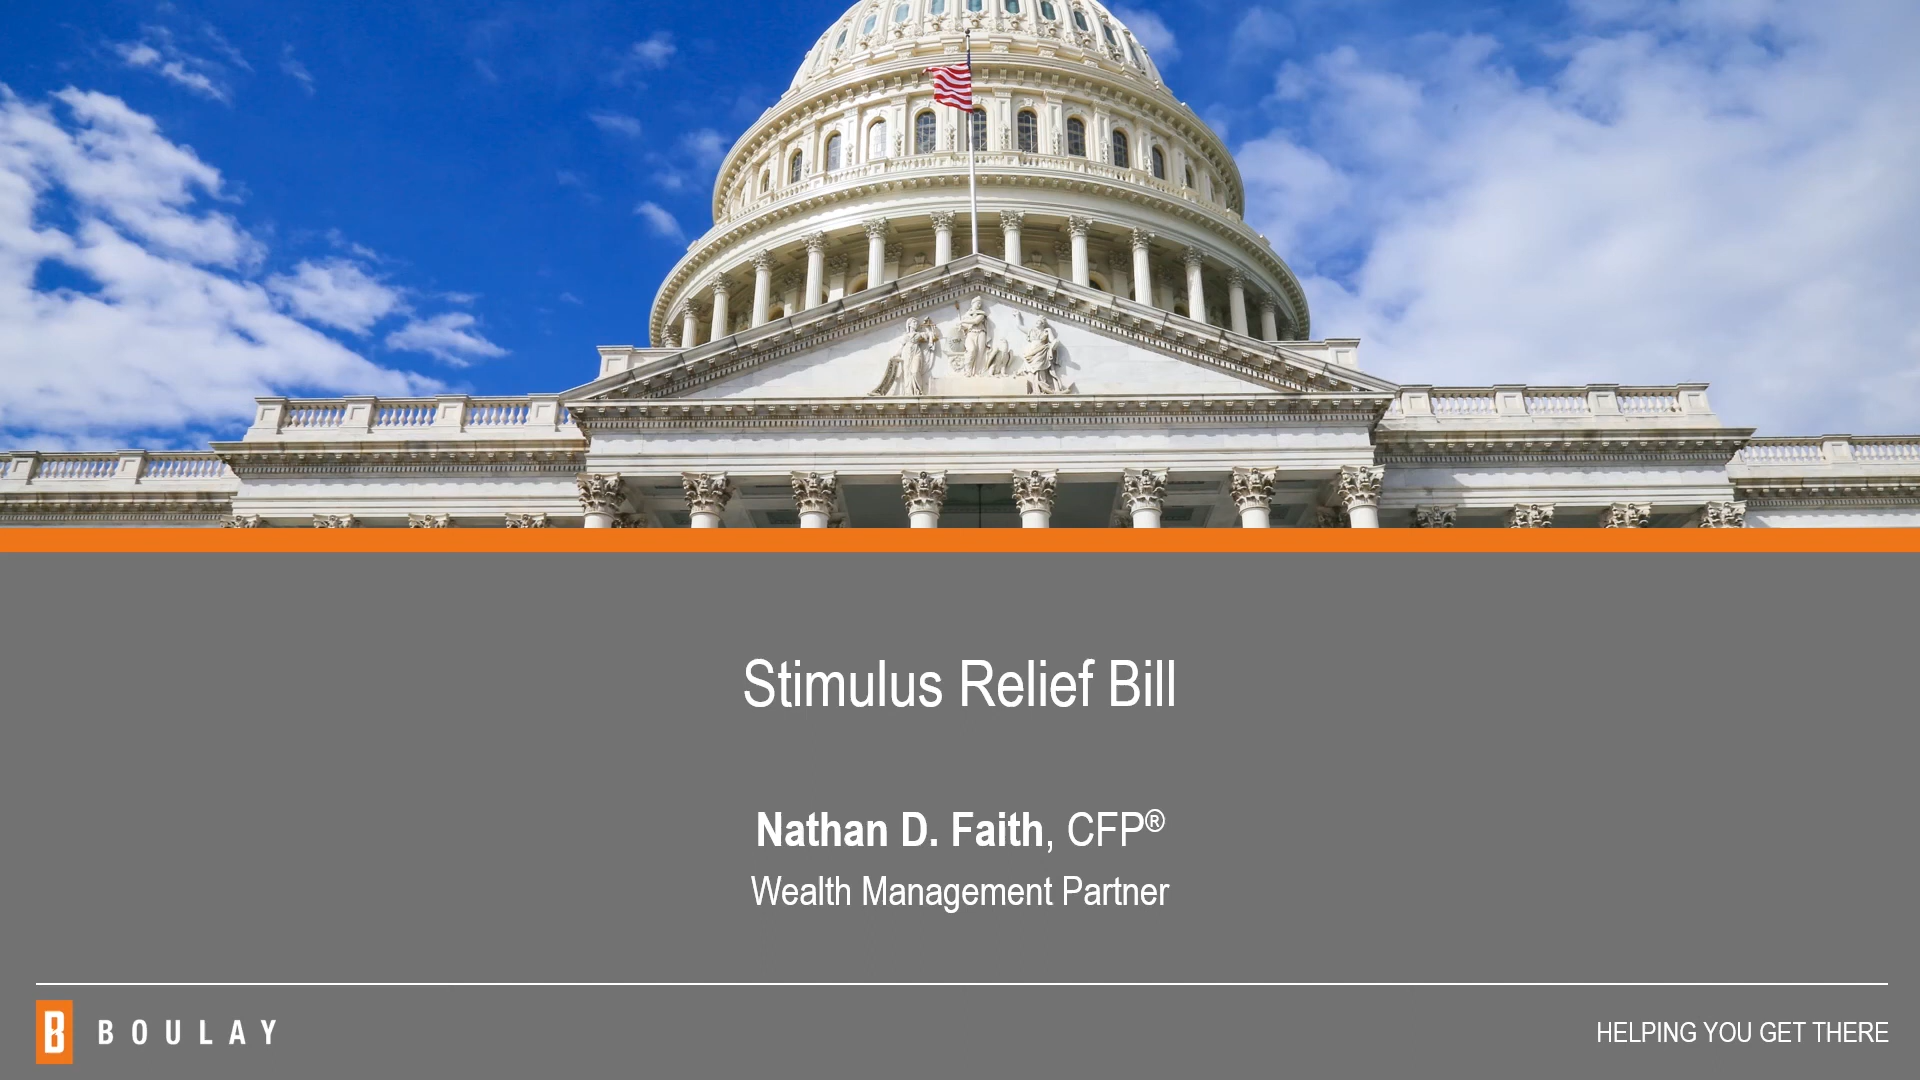 Stimulus Relief Bill
Nathan D. Faith, CFP®
Wealth Management Partner
B BOULAY
HELPING YOU GET THERE